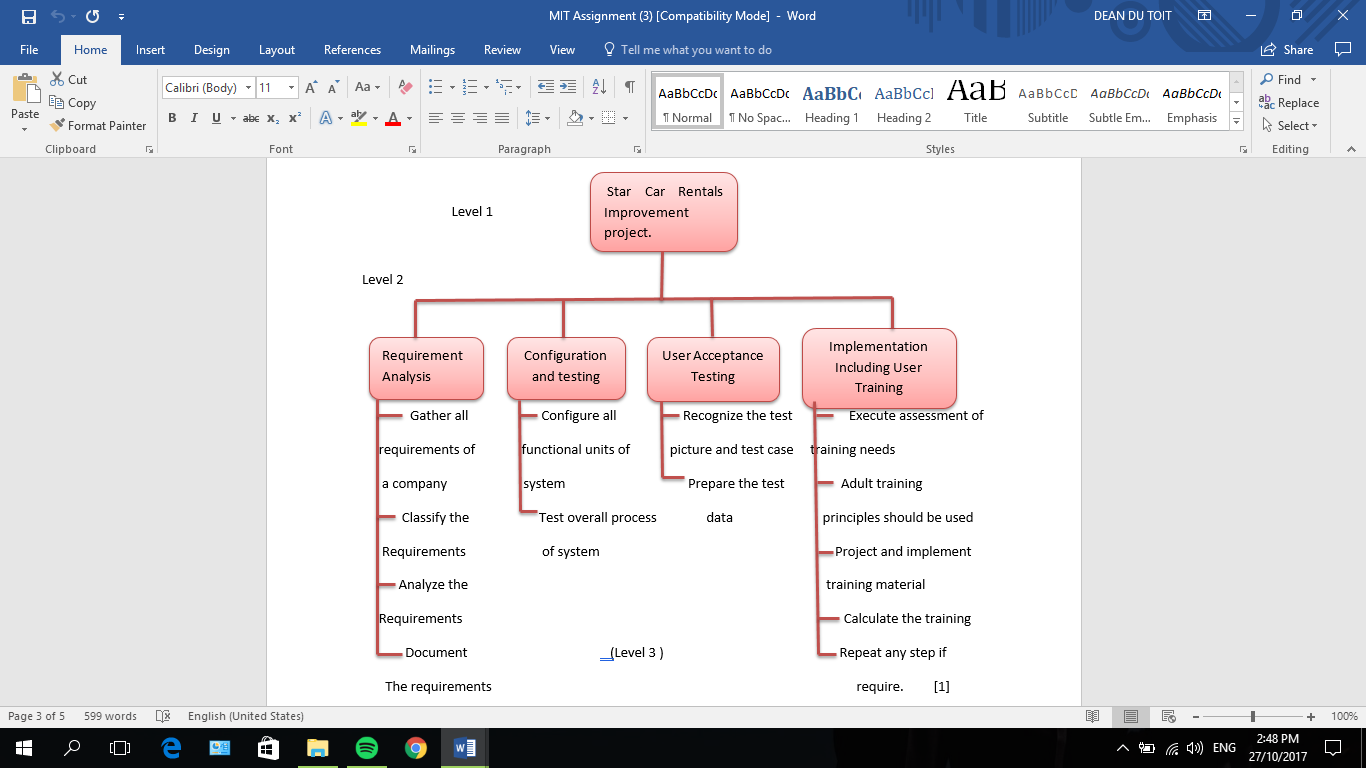 MIT Assignment (3) [Compatibility Mode] - Word
DEAN DU TOIT
File Home Insert Design Layout References Mailings Review View Tell me what you want to do Share
Paste
Cut
Copy
Format Painter
Clipboard
Calibri (Body) 11
A A Aa
B I U abc x₂ x² A ab A
Font
Paragraph
AaBbCcDc AaBbCcDc AaBbC AaBbCcI AaB AaBbCcD AaBbCcDc AaBbCcDc
¶ Normal ¶ No Spac... Heading 1 Heading 2 Title Subtitle Subtle Em... Emphasis
Styles
Find
Replace
Select
Editing
Star Car Rentals
Improvement
project.
Level 1
Level 2
Requirement
Analysis
Configuration
and testing
User Acceptance
Testing
Implementation
Including User
Training
Gather all
requirements of
a company
Classify the
Requirements
Analyze the
Requirements
Document
The requirements
Configure all
functional units of
system
Test overall process
of system
Recognize the test
picture and test case
Prepare the test
data
(Level 3 )
Execute assessment of
training needs
Adult training
principles should be used
Project and implement
training material
Calculate the training
Repeat any step if
require. [1]
Page 3 of 5 599 words English (United States) 100%
ENG
2:48 PM
27/10/2017